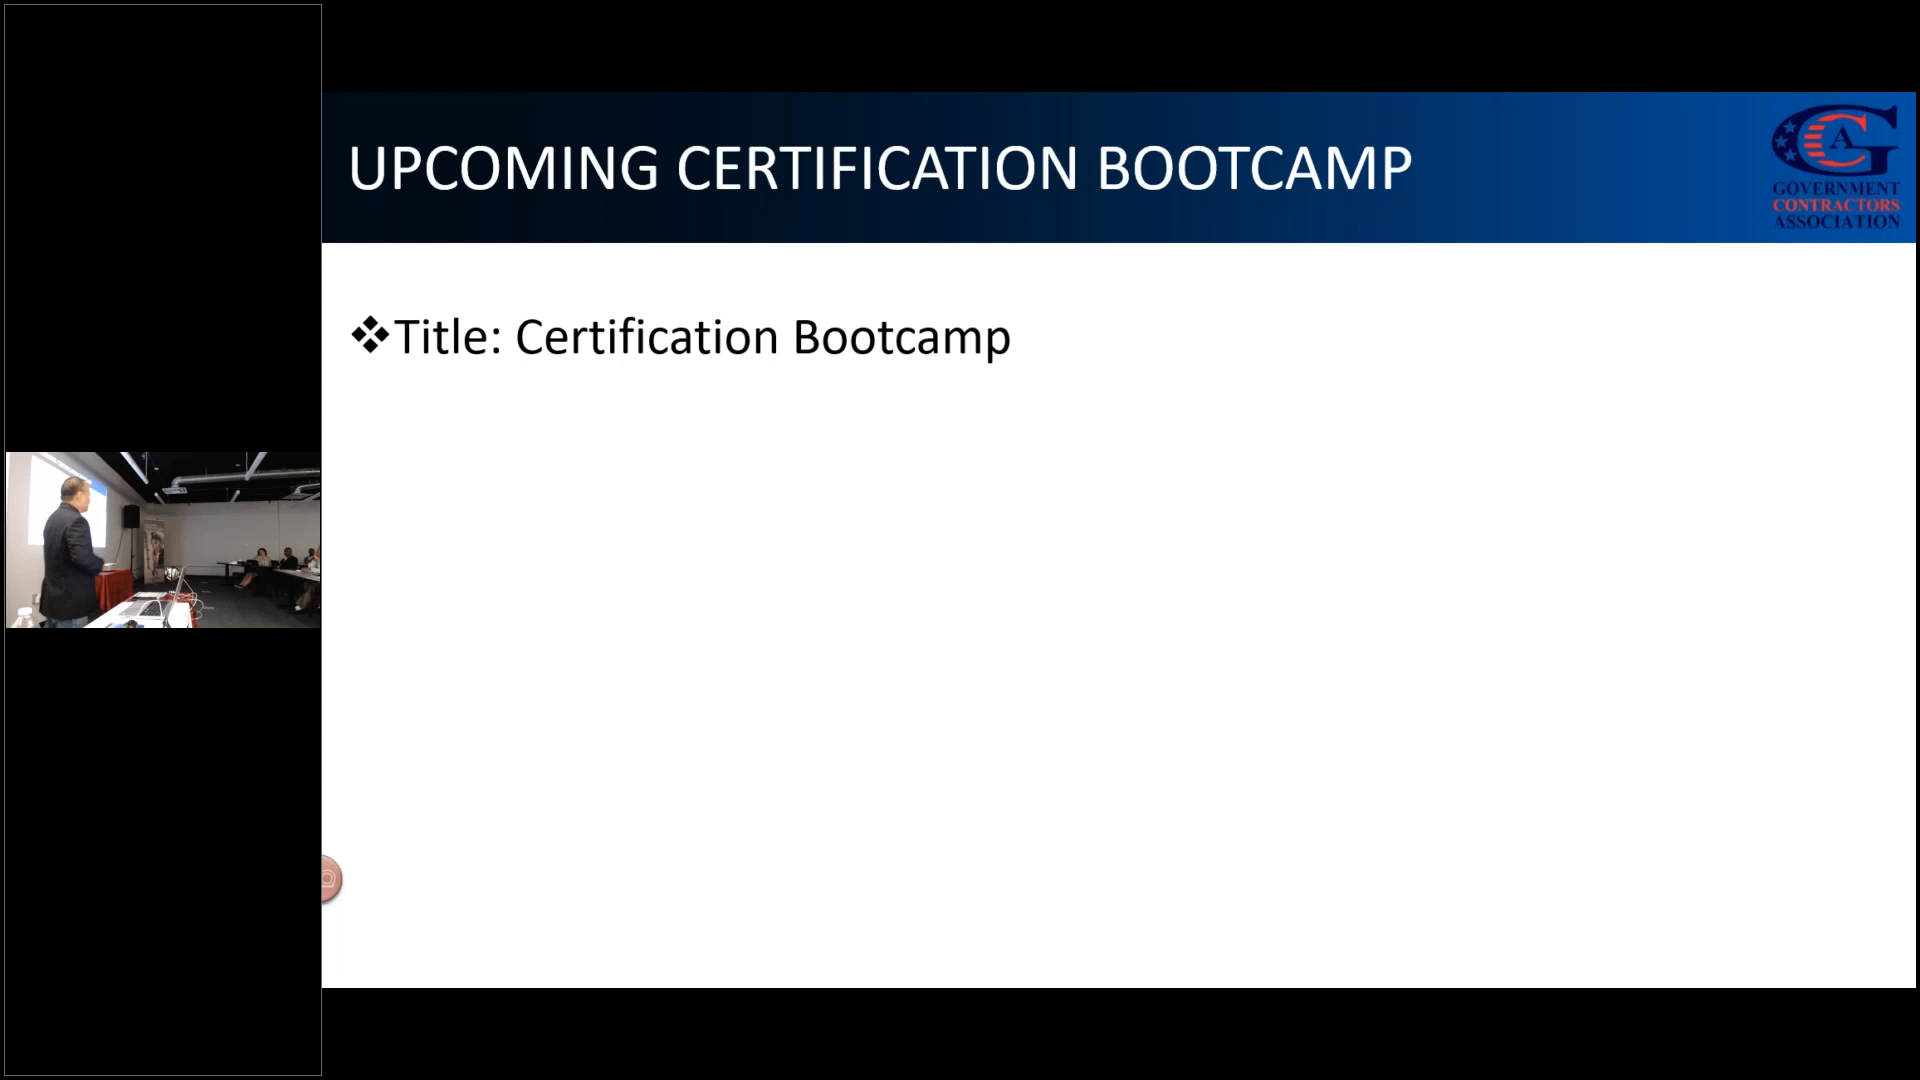 UPCOMING CERTIFICATION BOOTCAMP
GOVERNMENT
CONTRACTORS
ASSOCIATION
❖Title: Certification Bootcamp